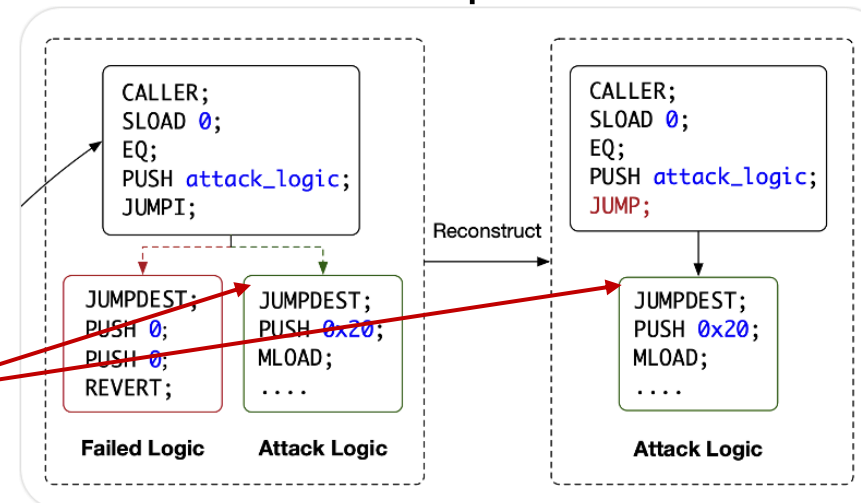 CALLER;
SLOAD 0;
EQ;
PUSH attack_logic;
JUMPI;
JUMPDEST;
PUSH 0;
PUSH 0;
REVERT;
Failed Logic
JUMPDEST;
PUSH 0x20;
MLOAD;
....
Attack Logic
Reconstruct
CALLER;
SLOAD 0;
EQ;
PUSH attack_logic;
JUMP;
JUMPDEST;
PUSH 0x20;
MLOAD;
....
Attack Logic